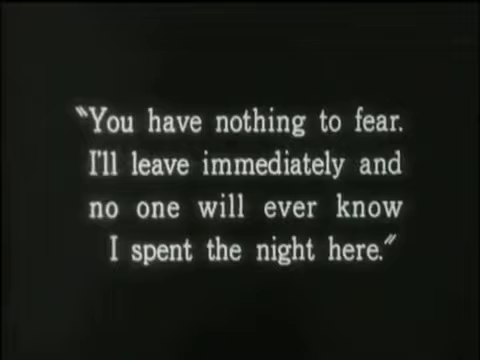 "You have nothing to fear.
I'll leave immediately and
no one will ever know
I spent the night here."